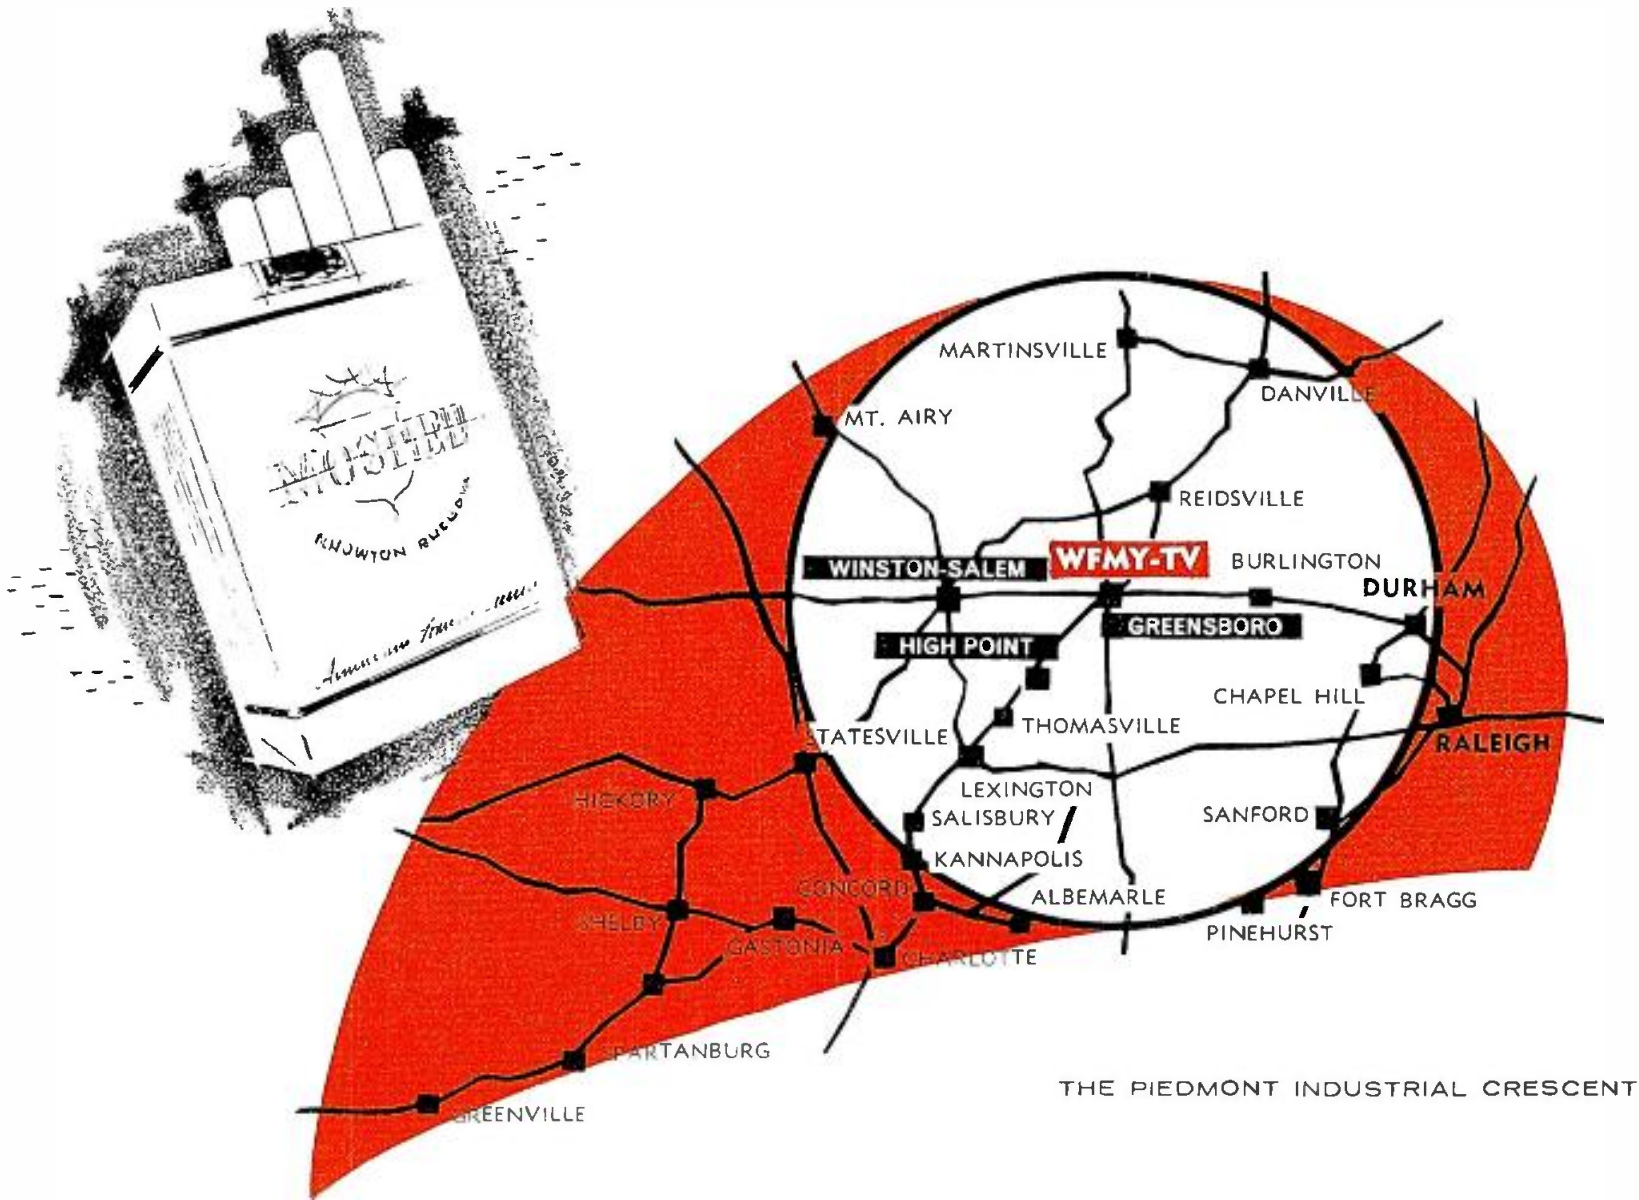 MOSHED
MARTINSVILLE
DANVILLE
MT. AIRY
REIDSVILLE
WINSTON-SALEM
WFMY-TV
BURLINGTON
DURHAM
HIGH POINT
GREENSBORO
CHAPEL HILL
STATESVILLE
THOMASVILLE
RALEIGH
HICKORY
LEXINGTON
SALISBURY
SANFORD
KANNAPOLIS
CONCORD
ALBEMARLE
FORT BRAGG
SHELBY
GASTONIA
PINEHURST
CHARLOTTE
SPARTANBURG
THE PIEDMONT INDUSTRIAL CRESCENT
GREENVILLE